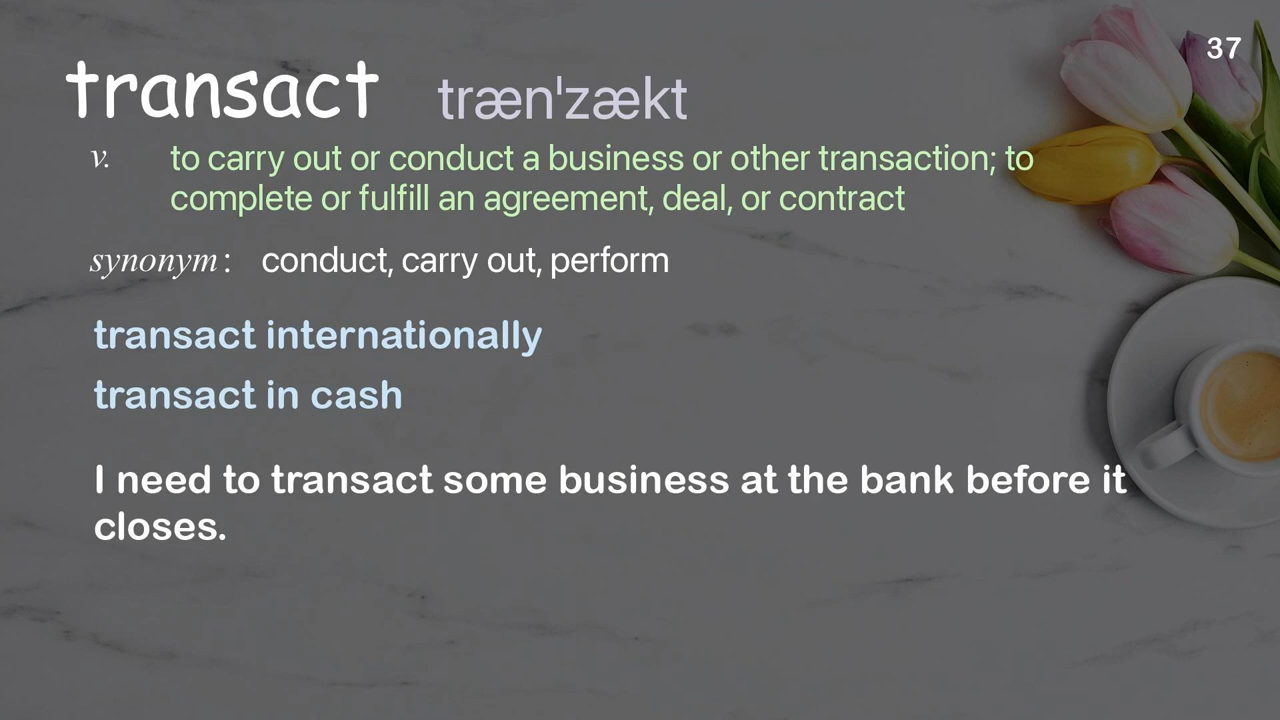 37
transact træn'zækt
v. to carry out or conduct a business or other transaction; to
complete or fulfill an agreement, deal, or contract
synonym : conduct, carry out, perform
transact internationally
transact in cash
I need to transact some business at the bank before it
closes.